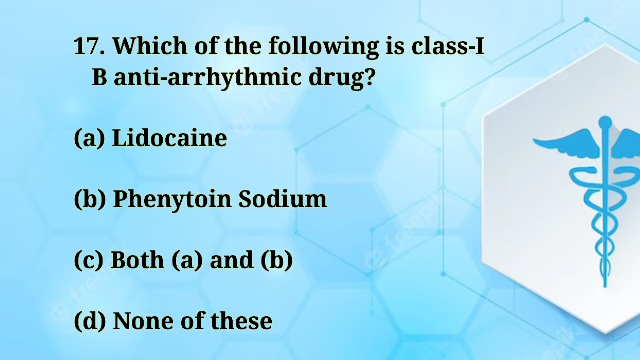 17. Which of the following is class-I
B anti-arrhythmic drug?
(a) Lidocaine
(b) Phenytoin Sodium
(c) Both (a) and (b)
(d) None of these